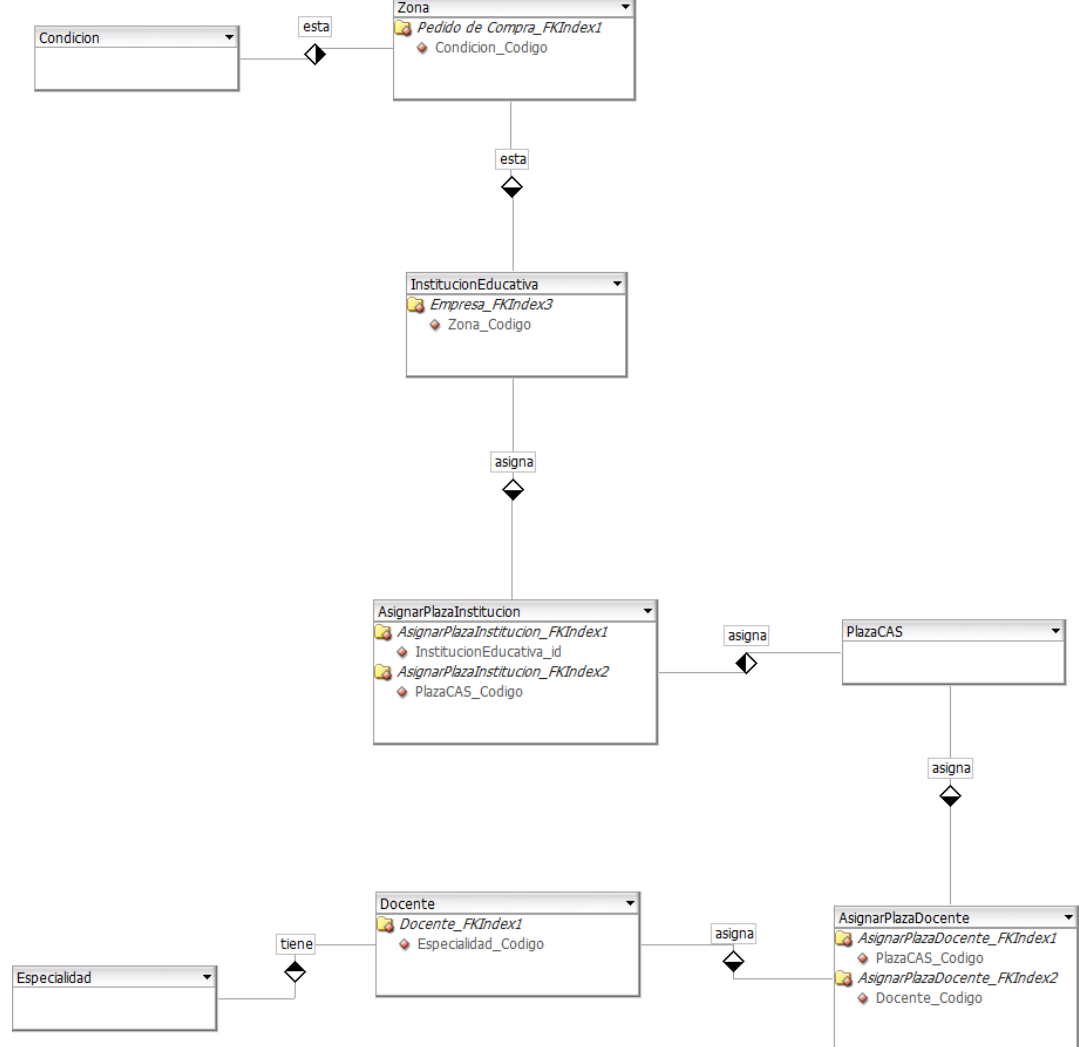 Zona
Pedido de Compra_FKIndex1
Condicion_Codigo
esta
Condicion
esta
InstitucionEducativa
Empresa_FKIndex3
Zona_Codigo
asigna
AsignarPlazaInstitucion
AsignarPlazaInstitucion_FKIndex1
InstitucionEducativa_id
AsignarPlazaInstitucion_FKIndex2
PlazaCAS_Codigo
asigna
PlazaCAS
asigna
Docente
Docente_FKIndex1
Especialidad_Codigo
tiene
Especialidad
asigna
AsignarPlazaDocente
AsignarPlazaDocente_FKIndex1
PlazaCAS_Codigo
AsignarPlazaDocente_FKIndex2
Docente_Codigo